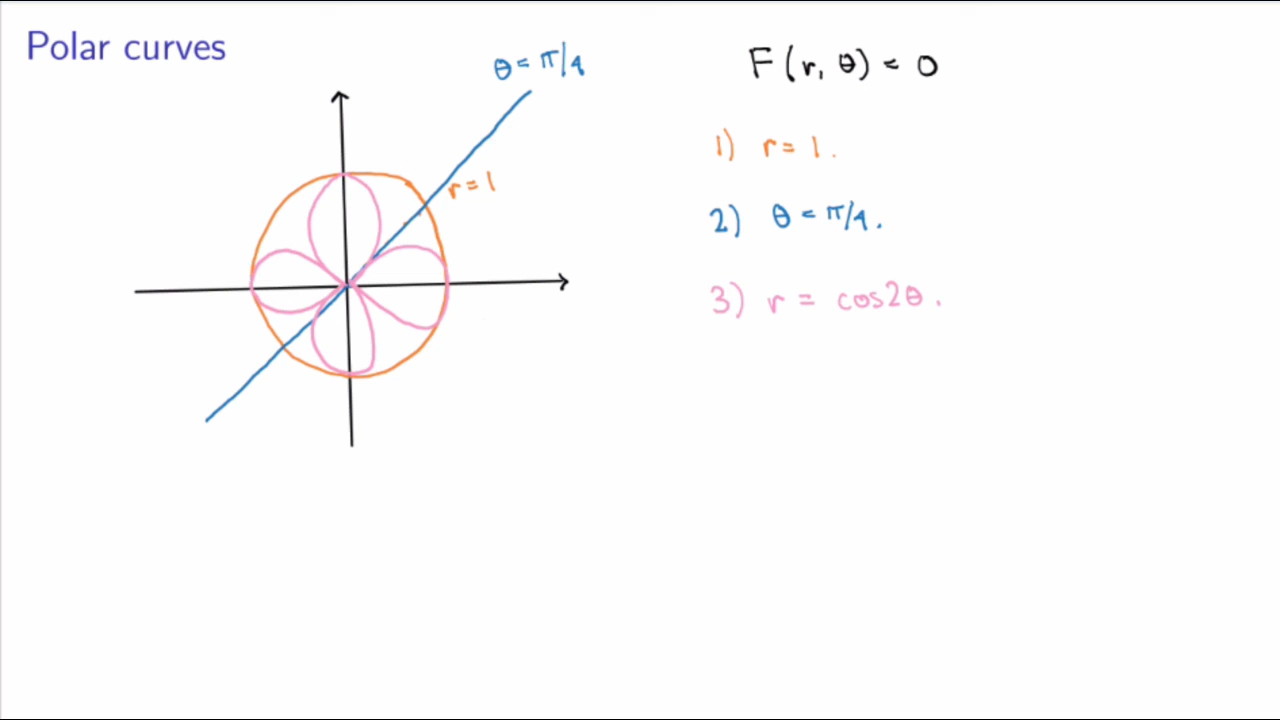 Polar curves
θ = π/4
F(r, θ) = 0
1) r = 1.
r = 1
2) θ = π/4.
3) r = cos2θ.